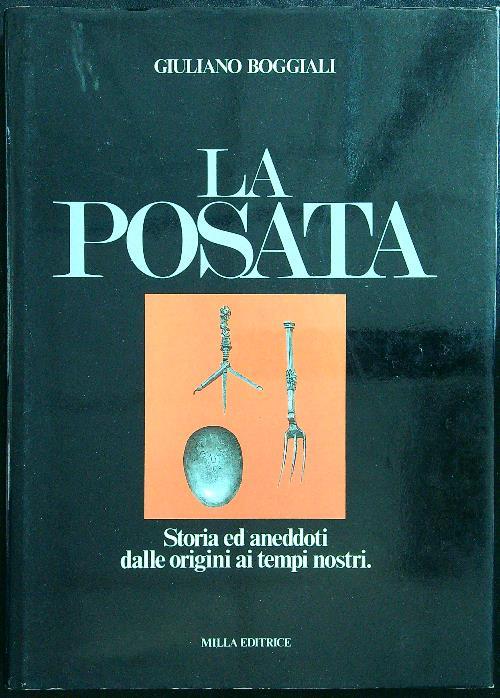 GIULIANO BOGGIALI
LA
POSATA
Storia ed aneddoti
dalle origini ai tempi nostri.
MILLA EDITRICE